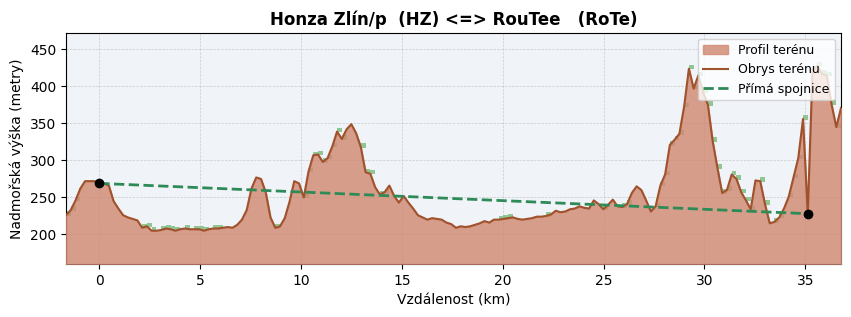 Honza Zlín/p  (HZ) <=> RouTee   (RoTe)
Nadmořská výška (metry)
450
400
350
300
250
200
Profil terénu
Obrys terénu
Přímá spojnice
0 5 10 15 20 25 30 35
Vzdálenost (km)